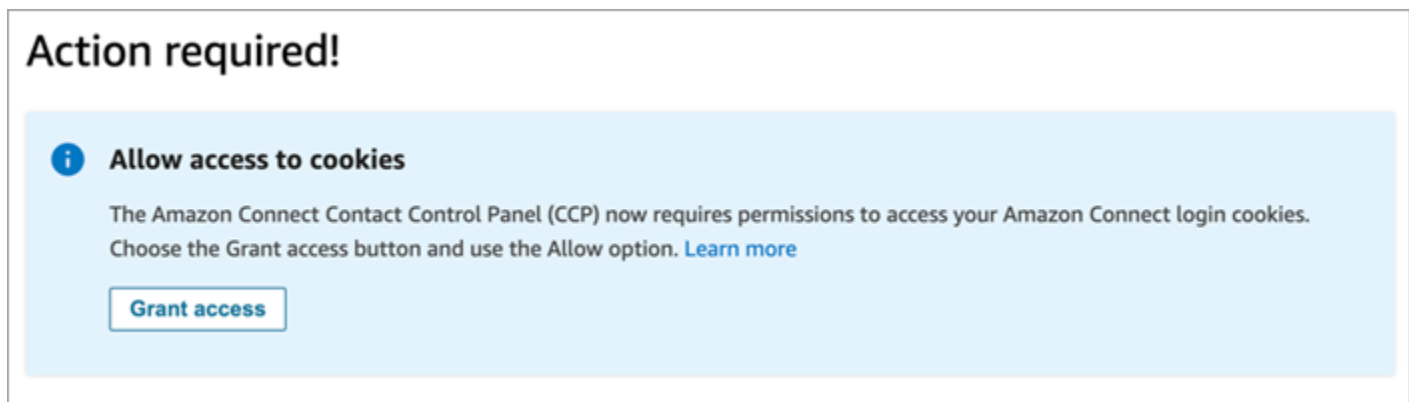 Action required!
Allow access to cookies
The Amazon Connect Contact Control Panel (CCP) now requires permissions to access your Amazon Connect login cookies.
Choose the Grant access button and use the Allow option. Learn more
Grant access